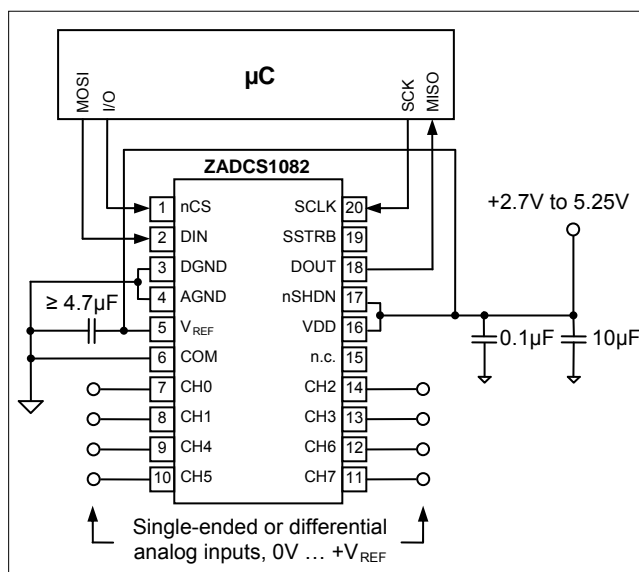 µC
MOSI
I/O
SCK
MISO
ZADCS1082
1 nCS
SCLK 20
+2.7V to 5.25V
2 DIN
SSTRB 19
3 DGND
DOUT 18
≥ 4.7µF
4 AGND
nSHDN 17
5 VREF
VDD 16
0.1µF
10µF
6 COM
n.c. 15
7 CH0
CH2 14
8 CH1
CH3 13
9 CH4
CH6 12
10 CH5
CH7 11
Single-ended or differential
analog inputs, 0V … +VREF